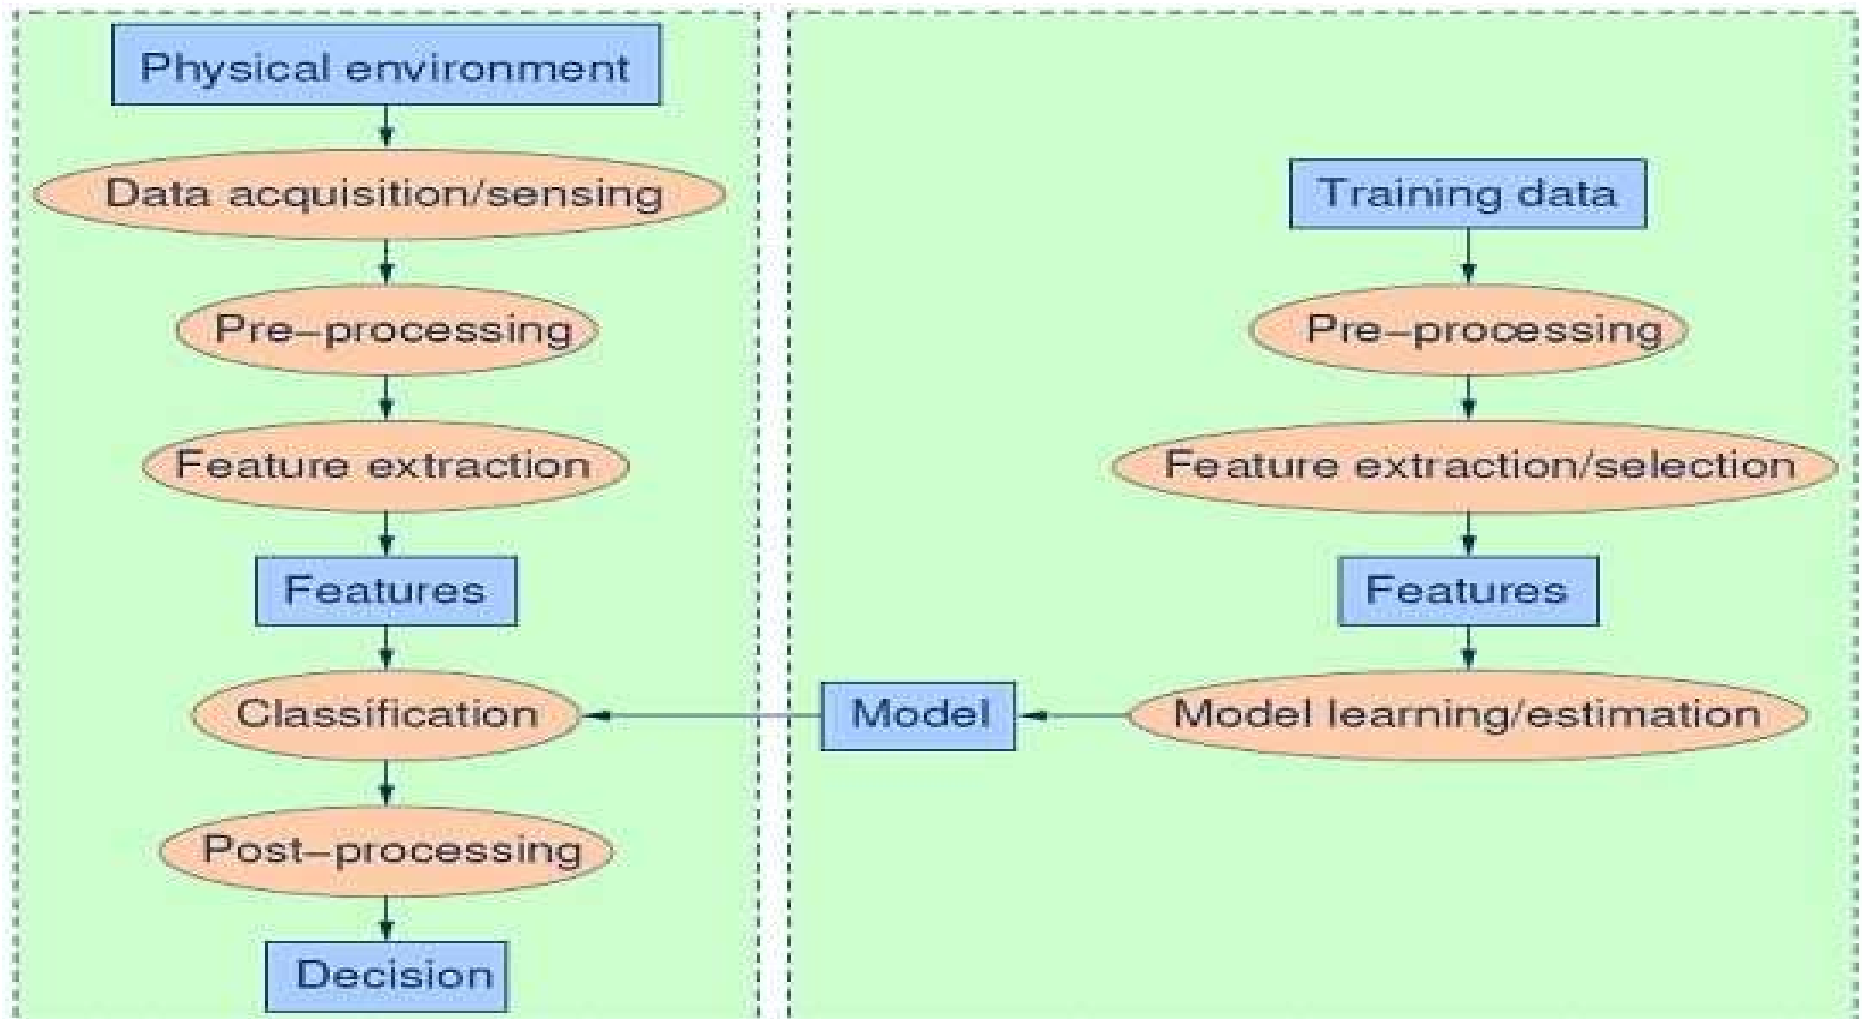 Physical environment
Data acquisition/sensing
Pre–processing
Feature extraction
Features
Classification
Post–processing
Decision
Training data
Pre–processing
Feature extraction/selection
Features
Model learning/estimation
Model